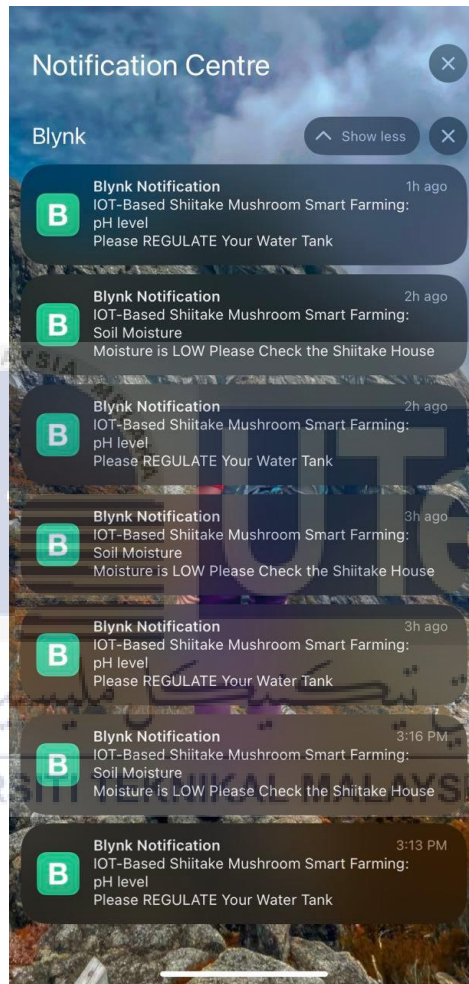 Notification Centre
Blynk
Show less
Blynk Notification 1h ago
IOT-Based Shiitake Mushroom Smart Farming:
pH level
Please REGULATE Your Water Tank
Blynk Notification 2h ago
IOT-Based Shiitake Mushroom Smart Farming:
Soil Moisture
Moisture is LOW Please Check the Shiitake House
Blynk Notification 2h ago
IOT-Based Shiitake Mushroom Smart Farming:
pH level
Please REGULATE Your Water Tank
Blynk Notification 3h ago
IOT-Based Shiitake Mushroom Smart Farming:
Soil Moisture
Moisture is LOW Please Check the Shiitake House
Blynk Notification 3h ago
IOT-Based Shiitake Mushroom Smart Farming:
pH level
Please REGULATE Your Water Tank
Blynk Notification 3:16 PM
IOT-Based Shiitake Mushroom Smart Farming:
Soil Moisture
Moisture is LOW Please Check the Shiitake House
Blynk Notification 3:13 PM
IOT-Based Shiitake Mushroom Smart Farming:
pH level
Please REGULATE Your Water Tank